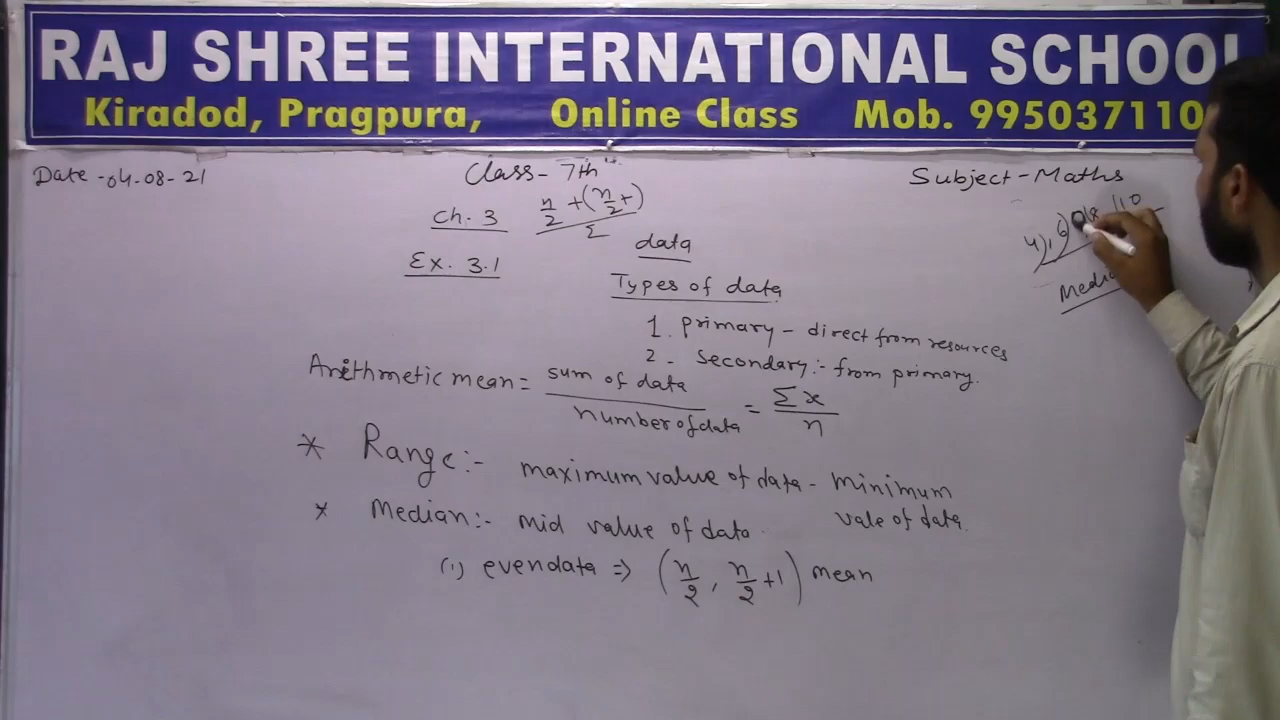 RAJ SHREE INTERNATIONAL SCHOOL
Kiradod, Pragpura, Online Class Mob. 995037110
Date - 04-08-21
Class - 7th
Subject - Maths
Ch. 3
n/2 + (n/2 +) / 2
Ex. 3.1
data
Types of data
1. Primary - direct from resources
2 - Secondary:- from primary.
Arithmetic mean = sum of data / number of data = Σx / n
* Range:- maximum value of data - minimum
vale of data.
* Median:- mid value of data.
(1) even data => (n/2, n/2 +1) mean